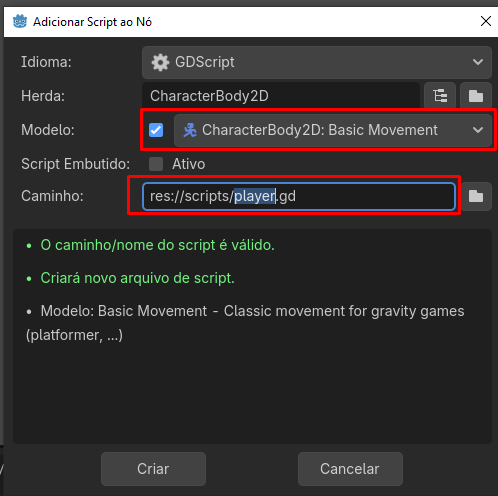 Adicionar Script ao Nó
Idioma: GDScript
Herda: CharacterBody2D
Modelo: CharacterBody2D: Basic Movement
Script Embutido: Ativo
Caminho: res://scripts/player.gd
• O caminho/nome do script é válido.
• Criará novo arquivo de script.
• Modelo: Basic Movement - Classic movement for gravity games
(platformer, ...)
Criar Cancelar